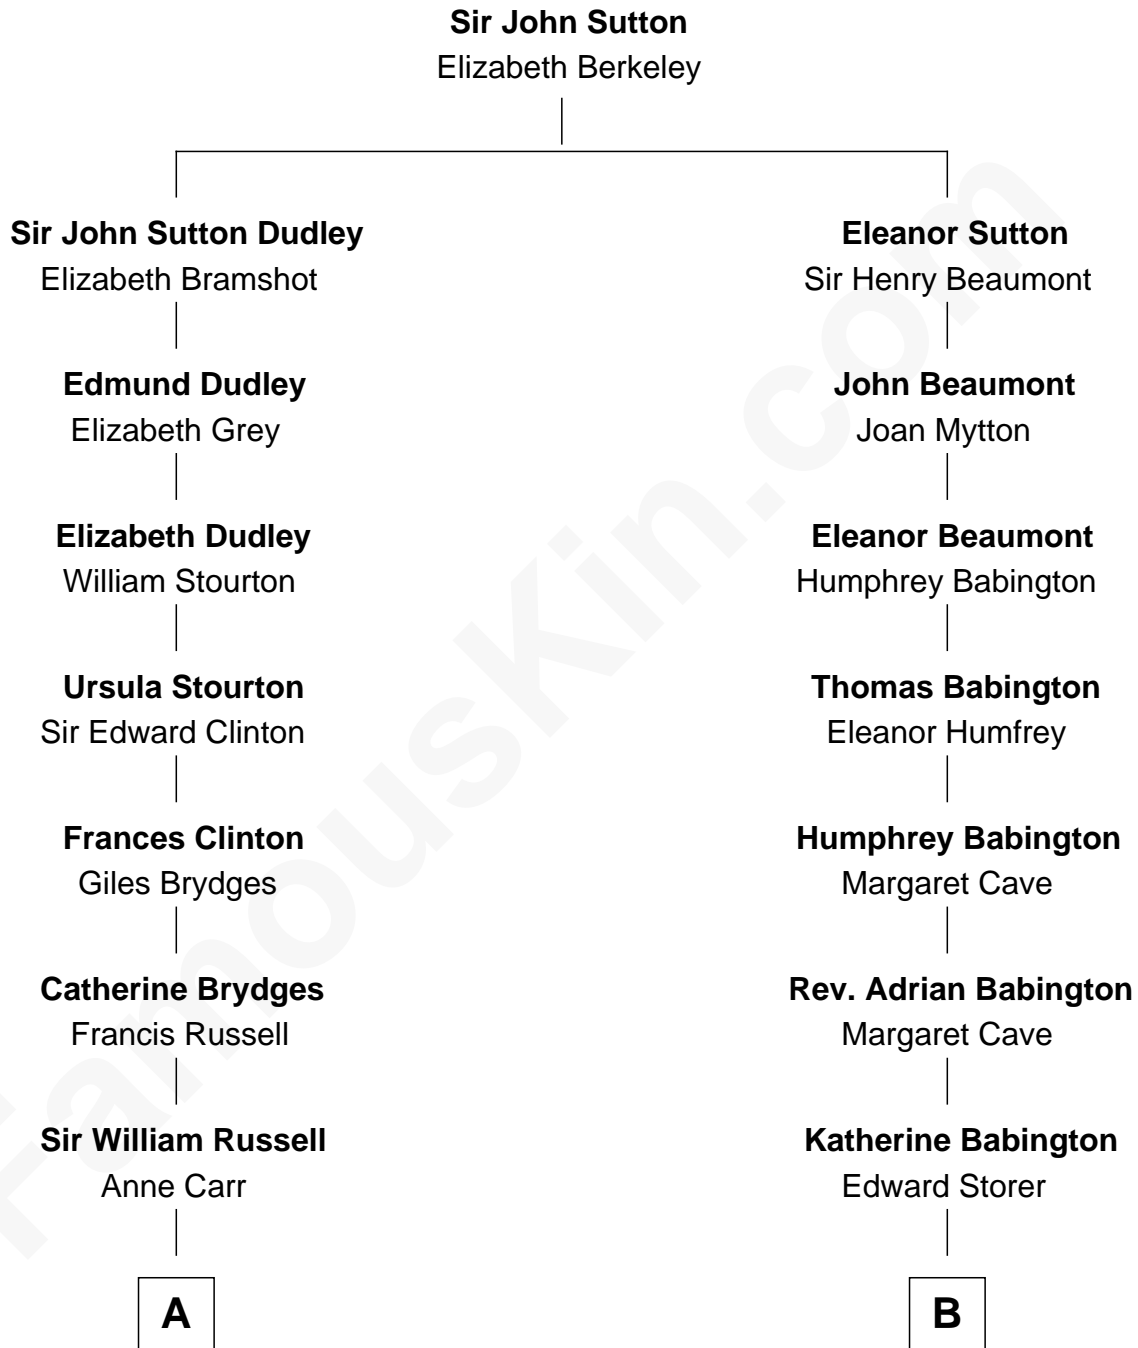 Sir John Sutton
Elizabeth Berkeley
Sir John Sutton Dudley
Elizabeth Bramshot
Eleanor Sutton
Sir Henry Beaumont
Edmund Dudley
Elizabeth Grey
John Beaumont
Joan Mytton
Elizabeth Dudley
William Stourton
Eleanor Beaumont
Humphrey Babington
Ursula Stourton
Sir Edward Clinton
Thomas Babington
Eleanor Humfrey
Frances Clinton
Giles Brydges
Humphrey Babington
Margaret Cave
Catherine Brydges
Francis Russell
Rev. Adrian Babington
Margaret Cave
Sir William Russell
Anne Carr
Katherine Babington
Edward Storer
A
B
FamousKin.com